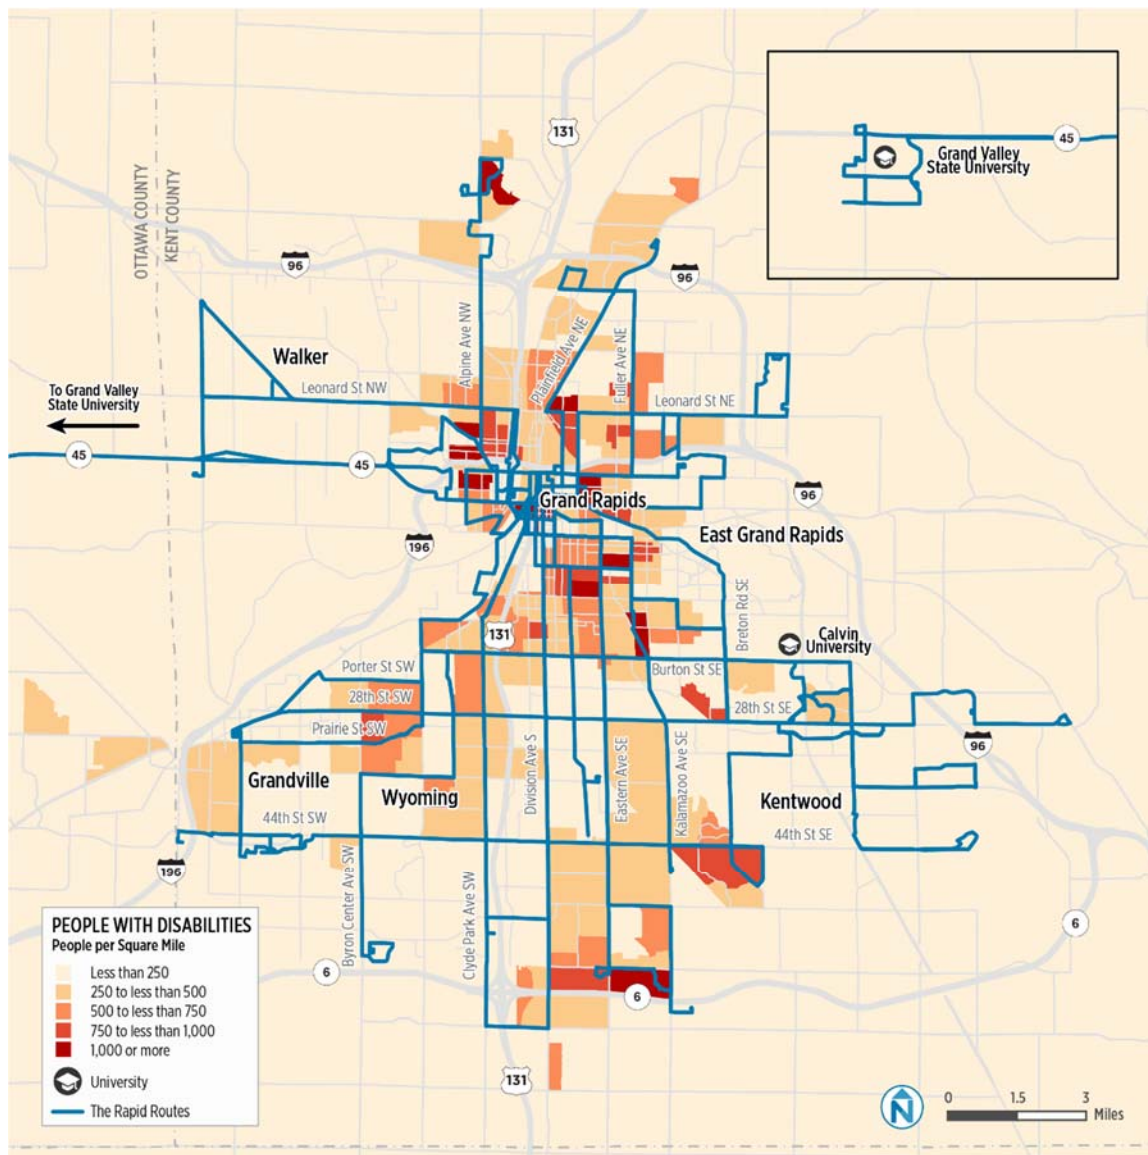 131
45
Grand Valley
State University
OTTAWA COUNTY
KENT COUNTY
96
96
Alpine Ave NW
Plainfield Ave NE
Fuller Ave NE
Walker
Leonard St NW
Leonard St NE
To Grand Valley
State University
45
45
Grand Rapids
96
East Grand Rapids
196
Breton Rd SE
131
Calvin
University
Porter St SW
Burton St SE
28th St SW
28th St SE
Prairie St SW
96
Grandville
Wyoming
Division Ave S
Eastern Ave SE
Kalamazoo Ave SE
Kentwood
44th St SW
44th St SE
196
Byron Center Ave SW
Clyde Park Ave SW
6
6
6
131
PEOPLE WITH DISABILITIES
People per Square Mile
Less than 250
250 to less than 500
500 to less than 750
750 to less than 1,000
1,000 or more
University
The Rapid Routes
N
0 1.5 3
Miles